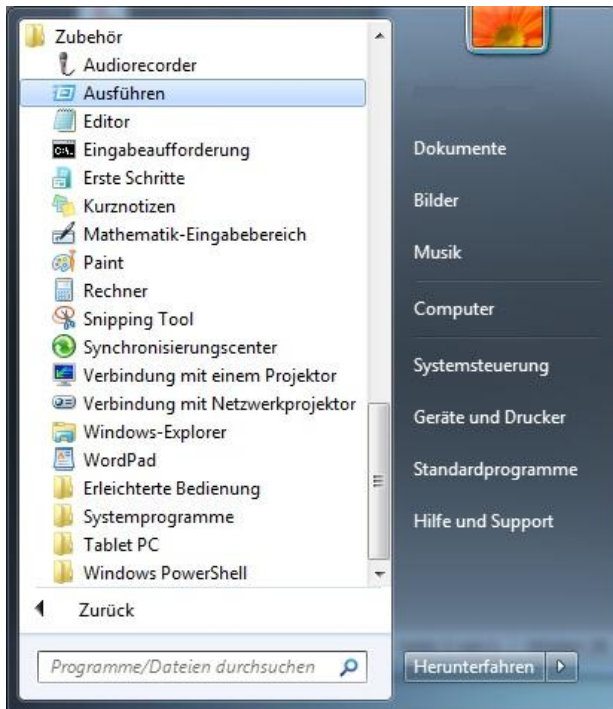 Zubehör
Audiorecorder
Ausführen
Editor
Eingabeaufforderung
Erste Schritte
Kurznotizen
Mathematik-Eingabebereich
Paint
Rechner
Snipping Tool
Synchronisierungscenter
Verbindung mit einem Projektor
Verbindung mit Netzwerkprojektor
Windows-Explorer
WordPad
Erleichterte Bedienung
Systemprogramme
Tablet PC
Windows PowerShell
Zurück
Programme/Dateien durchsuchen
Dokumente
Bilder
Musik
Computer
Systemsteuerung
Geräte und Drucker
Standardprogramme
Hilfe und Support
Herunterfahren